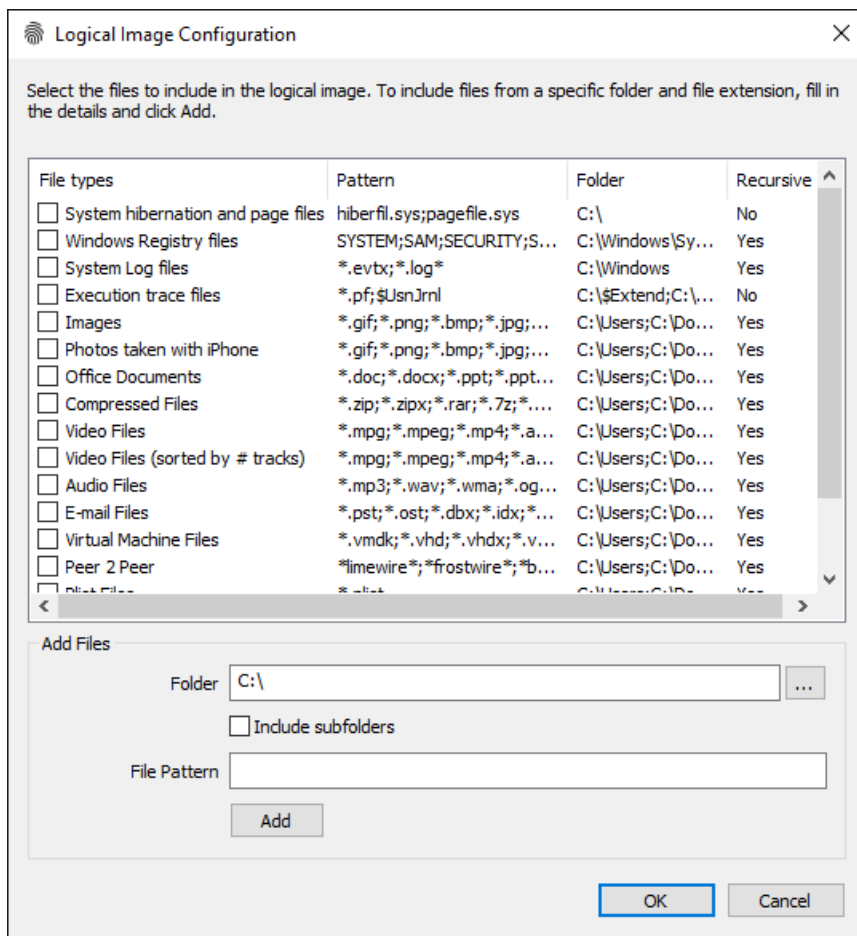 Logical Image Configuration
Select the files to include in the logical image. To include files from a specific folder and file extension, fill in
the details and click Add.
File types Pattern Folder Recursive
System hibernation and page files hiberfil.sys;pagefile.sys C:\ No
Windows Registry files SYSTEM;SAM;SECURITY;S... C:\Windows\Sy... Yes
System Log files *.evtx;*.log* C:\Windows Yes
Execution trace files *.pf;$UsnJrnl C:\$Extend;C:\... No
Images *.gif;*.png;*.bmp;*.jpg;... C:\Users;C:\Do... Yes
Photos taken with iPhone *.gif;*.png;*.bmp;*.jpg;... C:\Users;C:\Do... Yes
Office Documents *.doc;*.docx;*.ppt;*.ppt... C:\Users;C:\Do... Yes
Compressed Files *.zip;*.zipx;*.rar;*.7z;*.... C:\Users;C:\Do... Yes
Video Files *.mpg;*.mpeg;*.mp4;*.a... C:\Users;C:\Do... Yes
Video Files (sorted by # tracks) *.mpg;*.mpeg;*.mp4;*.a... C:\Users;C:\Do... Yes
Audio Files *.mp3;*.wav;*.wma;*.og... C:\Users;C:\Do... Yes
E-mail Files *.pst;*.ost;*.dbx;*.idx;*... C:\Users;C:\Do... Yes
Virtual Machine Files *.vmdk;*.vhd;*.vhdx;*.v... C:\Users;C:\Do... Yes
Peer 2 Peer *limewire*;*frostwire*;*b... C:\Users;C:\Do... Yes
Add Files
Folder C:\ ...
Include subfolders
File Pattern
Add
OK Cancel